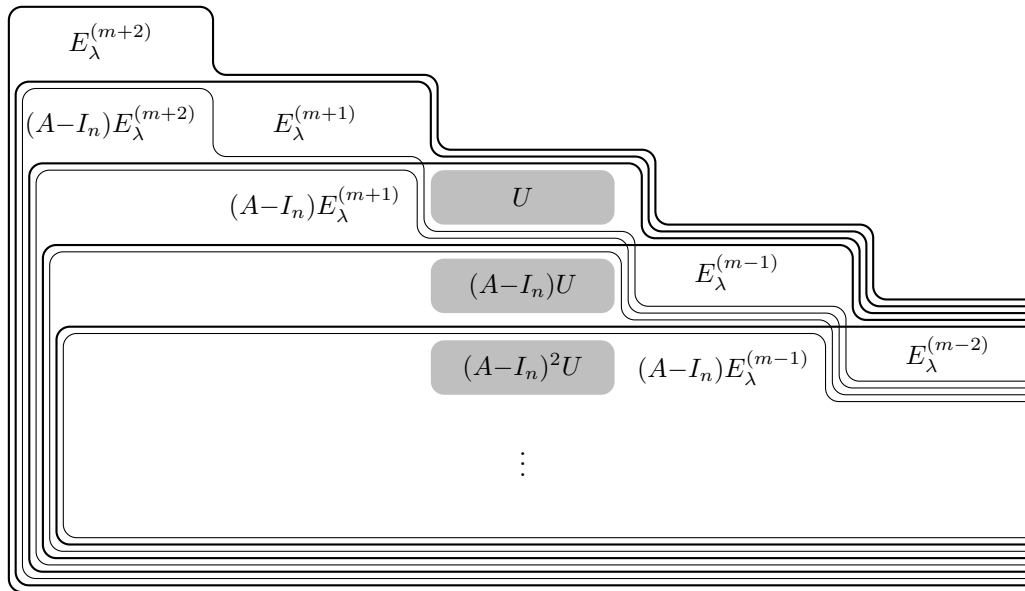 E_λ^{(m+2)}
(A−I_n)E_λ^{(m+2)} E_λ^{(m+1)}
(A−I_n)E_λ^{(m+1)} U
(A−I_n)U E_λ^{(m−1)}
(A−I_n)^2U (A−I_n)E_λ^{(m−1)} E_λ^{(m−2)}
⋮